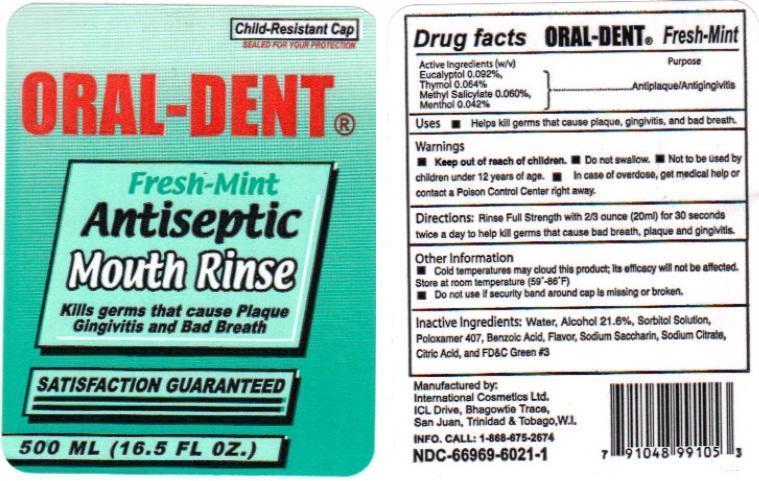 Child-Resistant Cap
SEALED FOR YOUR PROTECTION
ORAL-DENT®
Fresh-Mint
Antiseptic
Mouth Rinse
Kills germs that cause Plaque
Gingivitis and Bad Breath
SATISFACTION GUARANTEED
500 ML (16.5 FL OZ.)
Drug facts ORAL-DENT® Fresh-Mint
Active Ingredients (w/v) Purpose
Eucalyptol 0.092%,
Thymol 0.064%
Methyl Salicylate 0.060%, Antiplaque/Antigingivitis
Menthol 0.042%
Uses ■ Helps kill germs that cause plaque, gingivitis, and bad breath.
Warnings
■ Keep out of reach of children. ■ Do not swallow. ■ Not to be used by
children under 12 years of age. ■ In case of overdose, get medical help or
contact a Poison Control Center right away.
Directions: Rinse Full Strength with 2/3 ounce (20ml) for 30 seconds
twice a day to help kill germs that cause bad breath, plaque and gingivitis.
Other Information
■ Cold temperatures may cloud this product; its efficacy will not be affected.
Store at room temperature (59°-86°F)
■ Do not use if security band around cap is missing or broken.
Inactive Ingredients: Water, Alcohol 21.6%, Sorbitol Solution,
Poloxamer 407, Benzoic Acid, Flavor, Sodium Saccharin, Sodium Citrate,
Citric Acid, and FD&C Green #3
Manufactured by:
International Cosmetics Ltd.
ICL Drive, Bhagowtie Trace,
San Juan, Trinidad & Tobago,W.I.
INFO. CALL: 1-868-675-2674
NDC-66969-6021-1
7 91048 99105 3